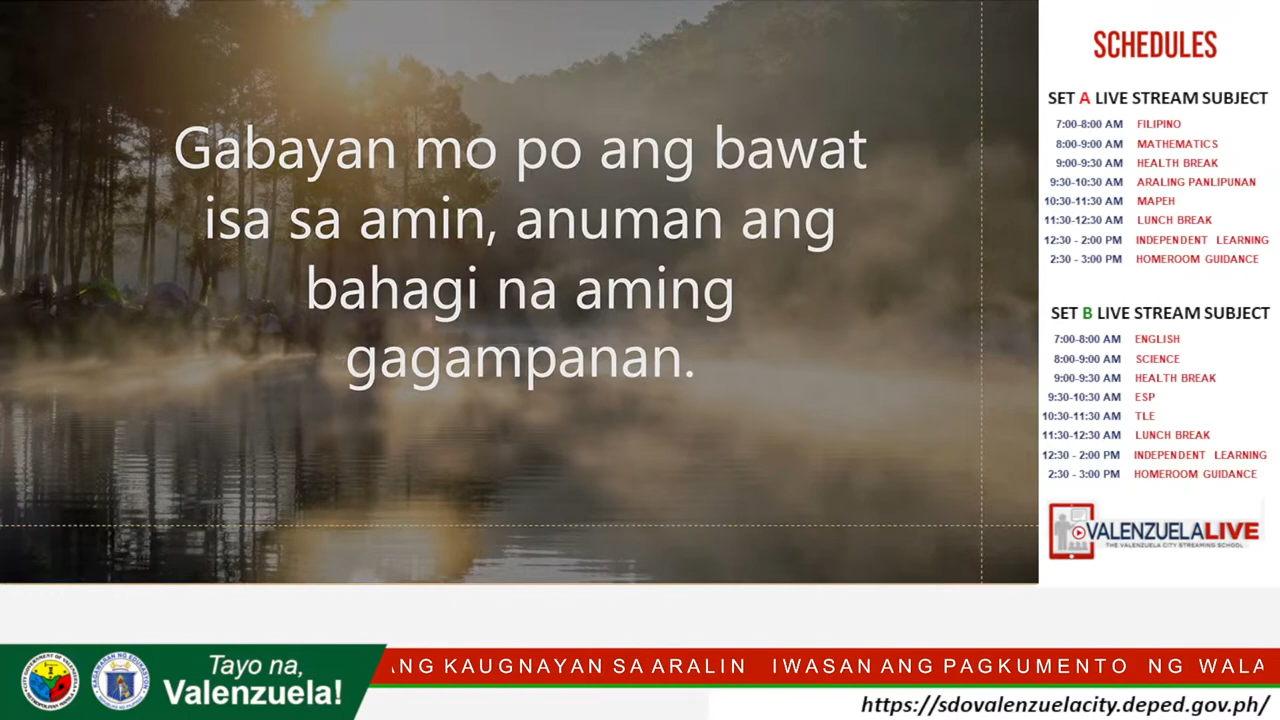 Gabayan mo po ang bawat
isa sa amin, anuman ang
bahagi na aming
gagampanan.
SCHEDULES
SET A LIVE STREAM SUBJECT
7:00-8:00 AM FILIPINO
8:00-9:00 AM MATHEMATICS
9:00-9:30 AM HEALTH BREAK
9:30-10:30 AM ARALING PANLIPUNAN
10:30-11:30 AM MAPEH
11:30-12:30 AM LUNCH BREAK
12:30 - 2:00 PM INDEPENDENT LEARNING
2:30 - 3:00 PM HOMEROOM GUIDANCE
SET B LIVE STREAM SUBJECT
7:00-8:00 AM ENGLISH
8:00-9:00 AM SCIENCE
9:00-9:30 AM HEALTH BREAK
9:30-10:30 AM ESP
10:30-11:30 AM TLE
11:30-12:30 AM LUNCH BREAK
12:30 - 2:00 PM INDEPENDENT LEARNING
2:30 - 3:00 PM HOMEROOM GUIDANCE
VALENZUELALIVE
THE VALENZUELA CITY STREAMING SCHOOL
Tayo na,
Valenzuela!
ANG KAUGNAYAN SA ARALIN IWASAN ANG PAGKUMENTO NG WALA
https://sdovalenzuelacity.deped.gov.ph/